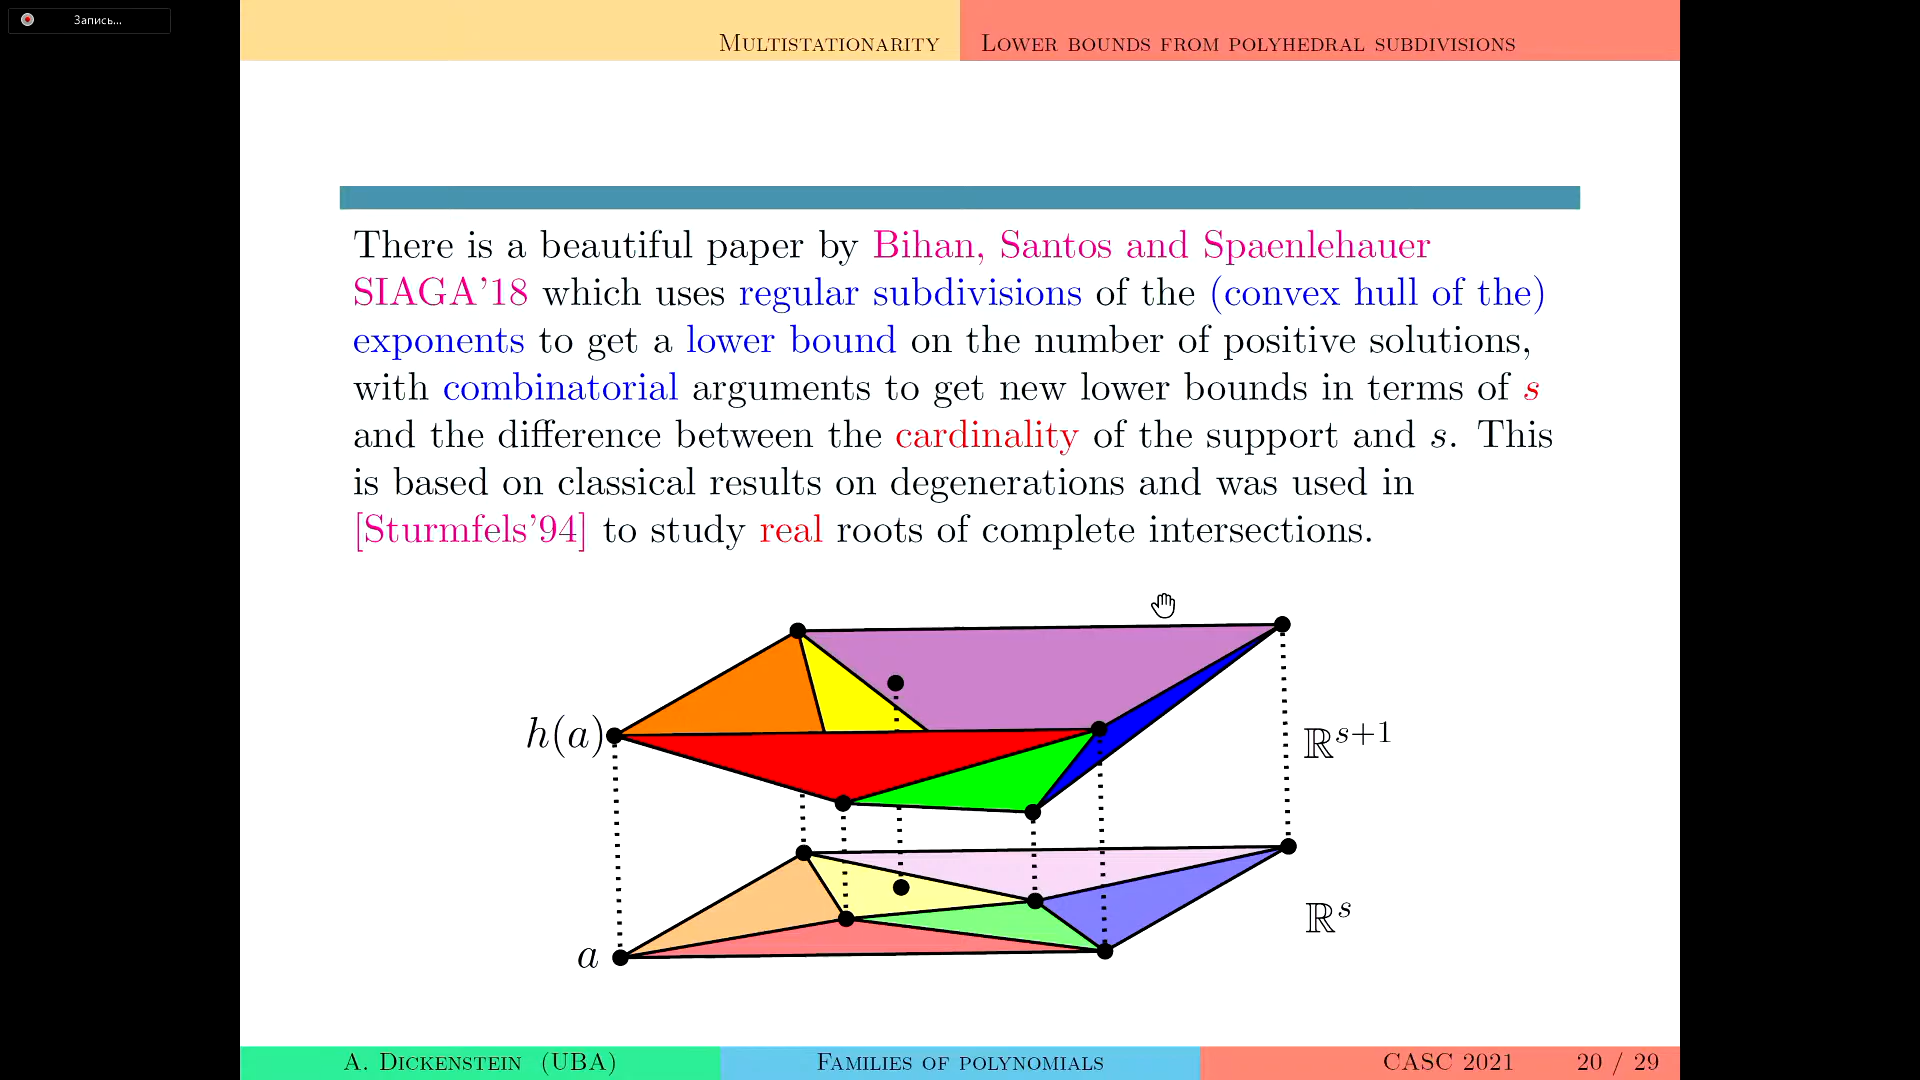 Запись...
Multistationarity
Lower bounds from polyhedral subdivisions
There is a beautiful paper by Bihan, Santos and Spaenlehauer
SIAGA'18 which uses regular subdivisions of the (convex hull of the)
exponents to get a lower bound on the number of positive solutions,
with combinatorial arguments to get new lower bounds in terms of s
and the difference between the cardinality of the support and s. This
is based on classical results on degenerations and was used in
[Sturmfels'94] to study real roots of complete intersections.
h(a)
ℝˢ⁺¹
ℝˢ
a
A. Dickenstein (UBA)
Families of polynomials
CASC 2021
20 / 29